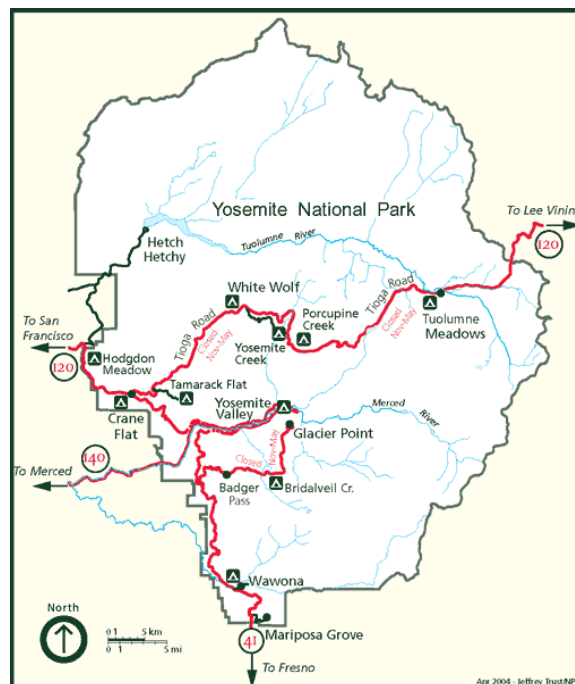 Yosemite National Park
To Lee Vinin
120
Tuolumne
River
Hetch
Hetchy
White Wolf
Tioga Road
Porcupine
Creek
Tioga Road
Closed
Nov-May
Tuolumne
Meadows
To San
Francisco
120
Hodgdon
Meadow
Closed
Nov-May
Yosemite
Creek
Tamarack Flat
Yosemite
Valley
Merced
River
Crane
Flat
Glacier Point
140
To Merced
Closed
Nov-May
Badger
Pass
Bridalveil Cr.
Wawona
North
0 1 5 km
0 1 5 mi
Mariposa Grove
41
To Fresno
Apr 2004 - Jeffrey Trust/NP